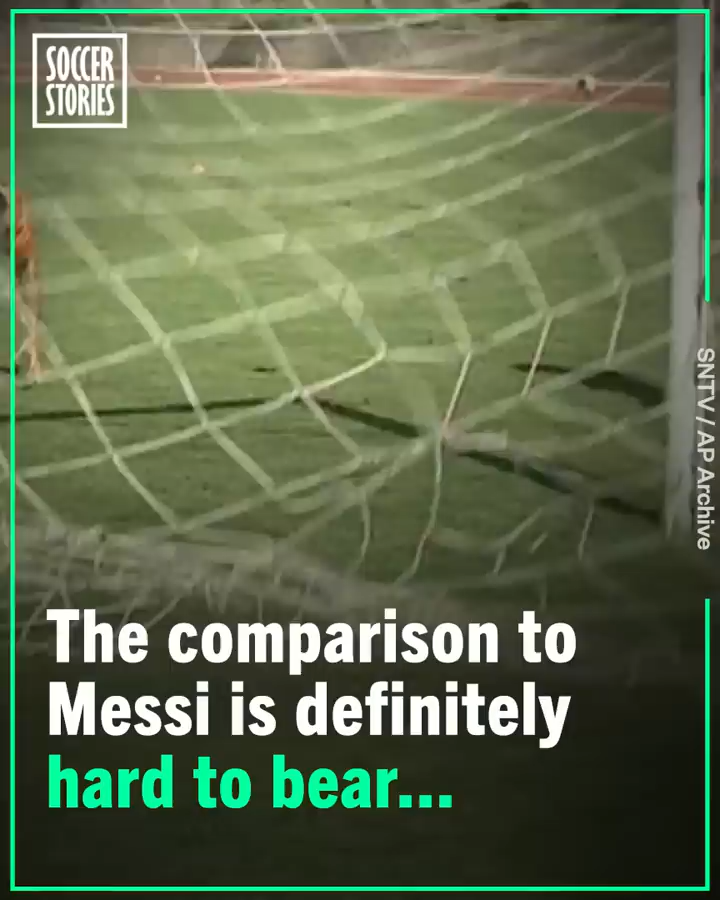 SOCCER
STORIES
SNTV / AP Archive
The comparison to
Messi is definitely
hard to bear...